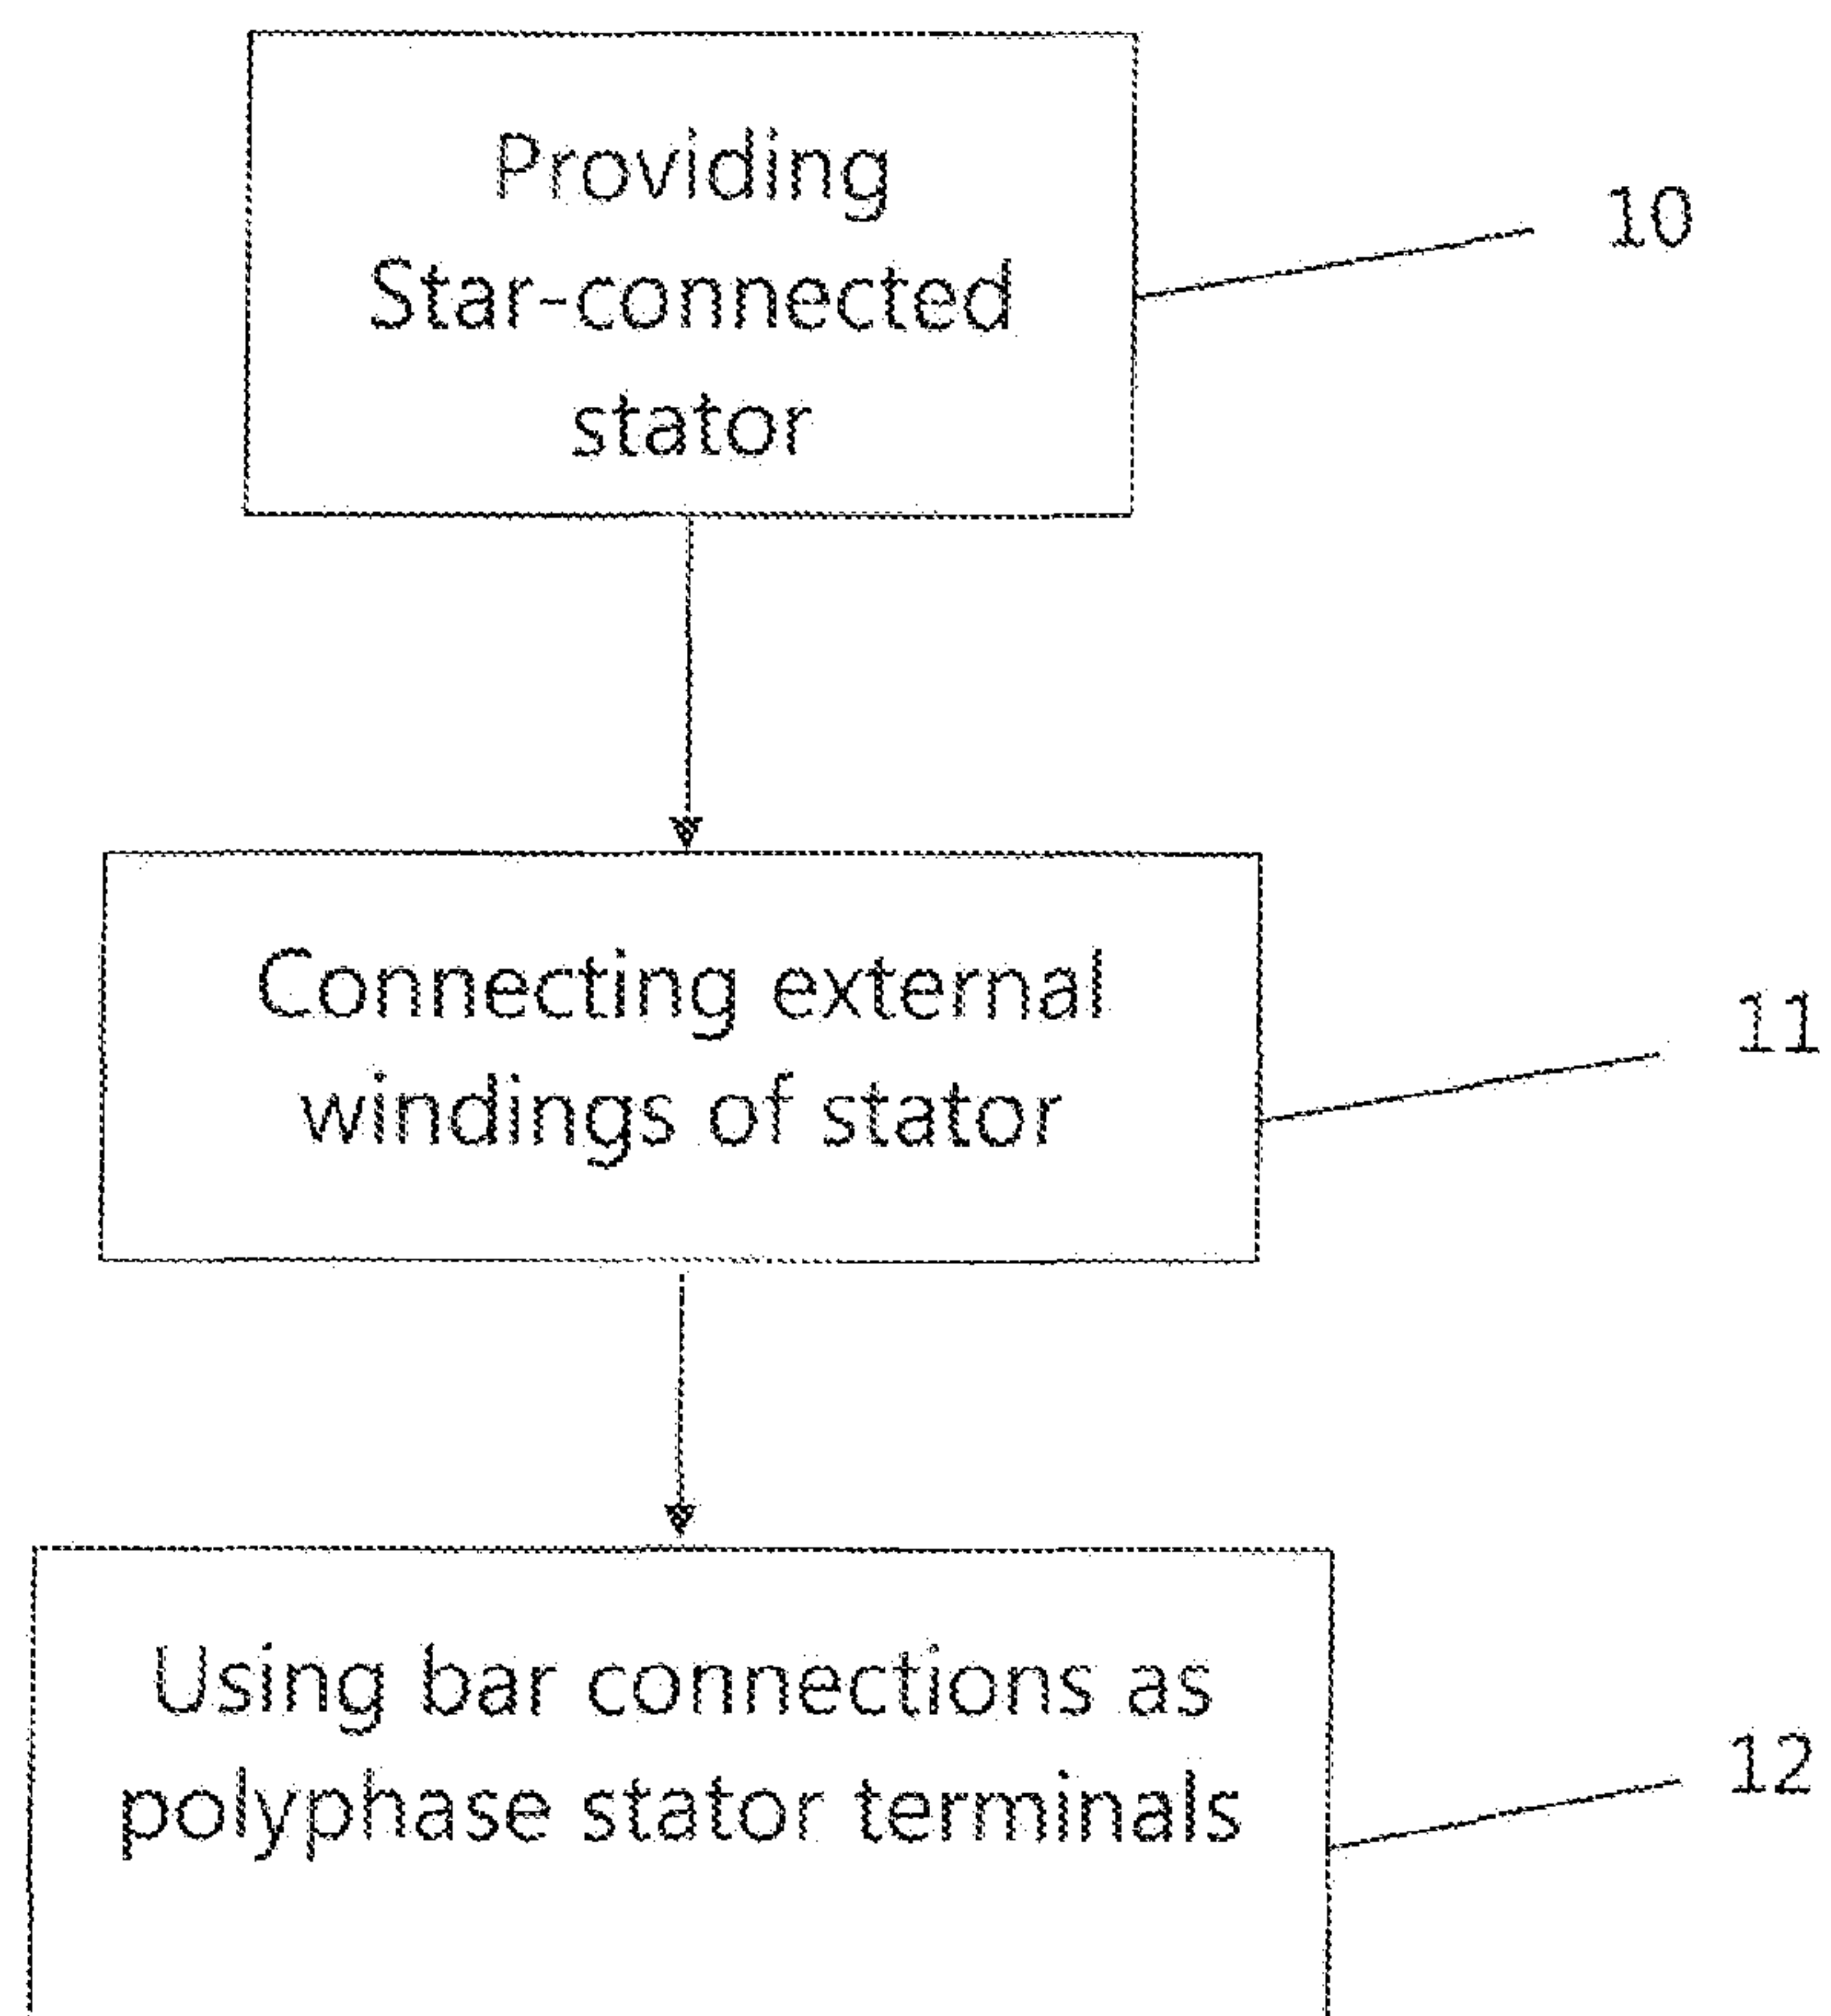 Providing
Star-connected
stator
10
Connecting external
windings of stator
11
Using bar connections as
polyphase stator terminals
12